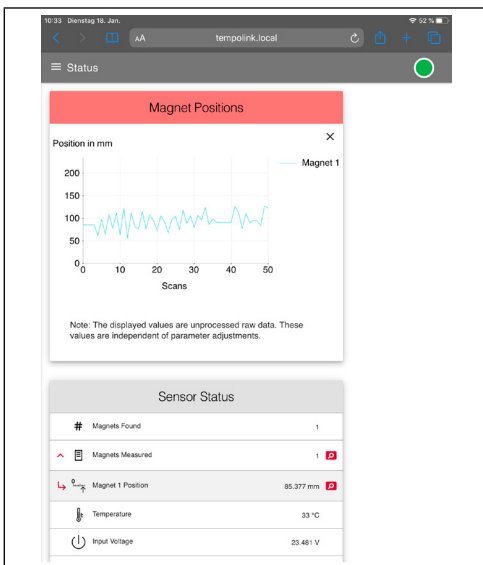 10:33 Dienstag 18. Jan.
52 %
AA tempolink.local
Status
Magnet Positions
Position in mm
Magnet 1
200
150
100
50
0
0 10 20 30 40 50
Scans
Note: The displayed values are unprocessed raw data. These
values are independent of parameter adjustments.
Sensor Status
# Magnets Found 1
Magnets Measured 1
Magnet 1 Position 85.377 mm
Temperature 33 °C
Input Voltage 23.481 V